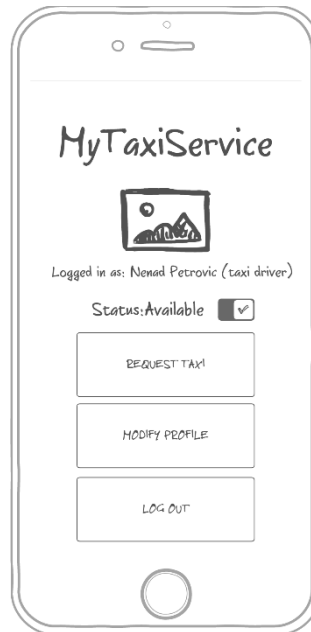 MyTaxiService
Logged in as: Nenad Petrovic (taxi driver)
Status:Available
REQUEST TAXI
MODIFY PROFILE
LOG OUT